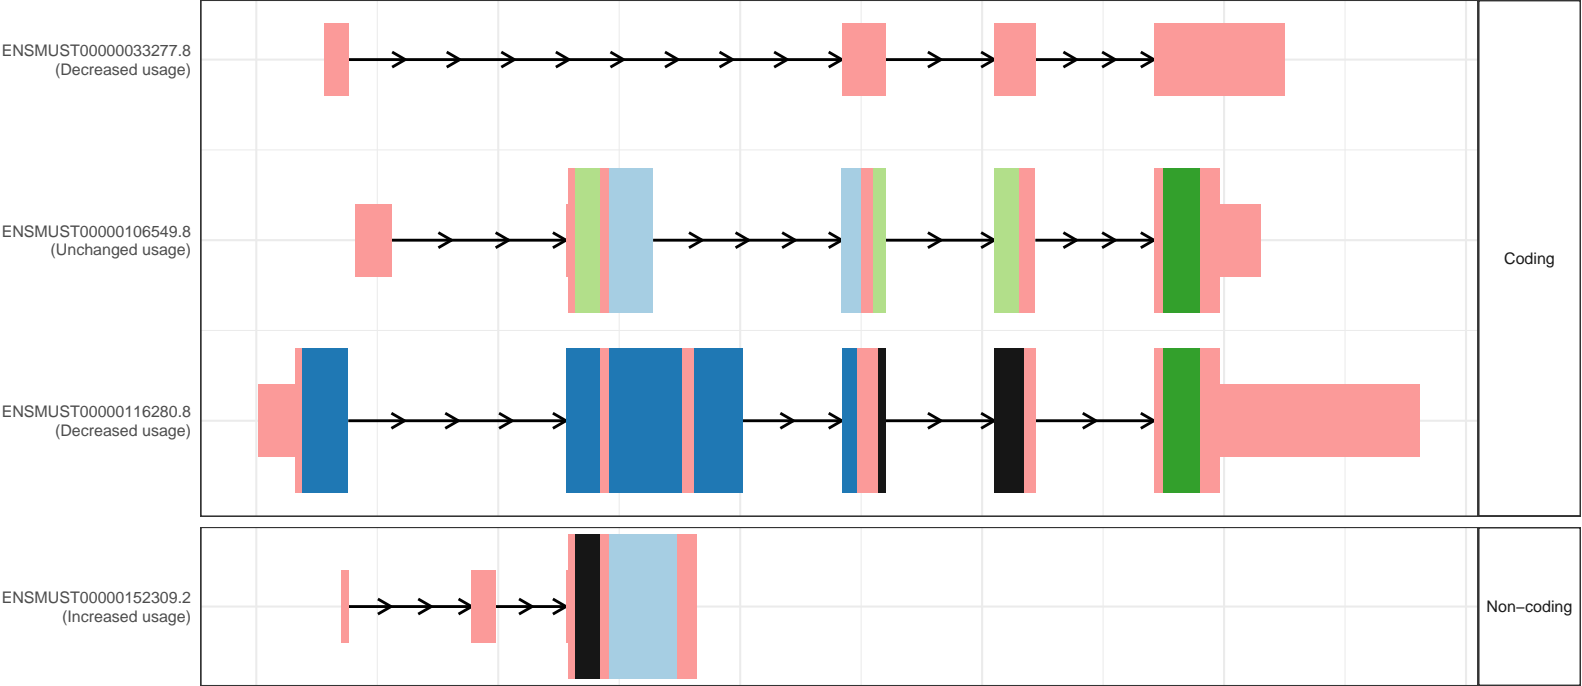 ENSMUST00000033277.8
(Decreased usage)
ENSMUST00000106549.8
(Unchanged usage)
ENSMUST00000116280.8
(Decreased usage)
Coding
ENSMUST00000152309.2
(Increased usage)
Non−coding